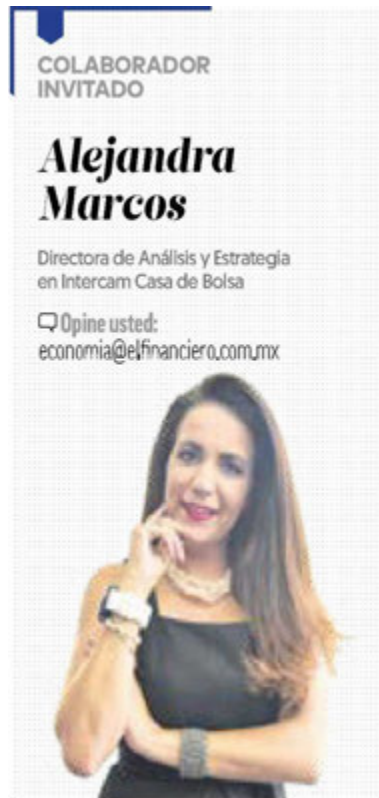 COLABORADOR
INVITADO
Alejandra
Marcos
Directora de Análisis y Estrategia
en Intercam Casa de Bolsa
Opine usted:
economia@elfinanciero.com.mx